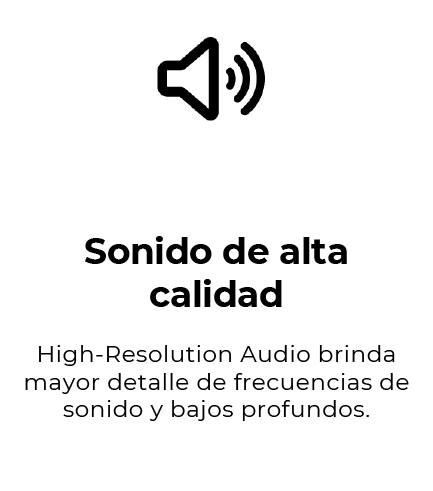 Sonido de alta
calidad
High-Resolution Audio brinda
mayor detalle de frecuencias de
sonido y bajos profundos.